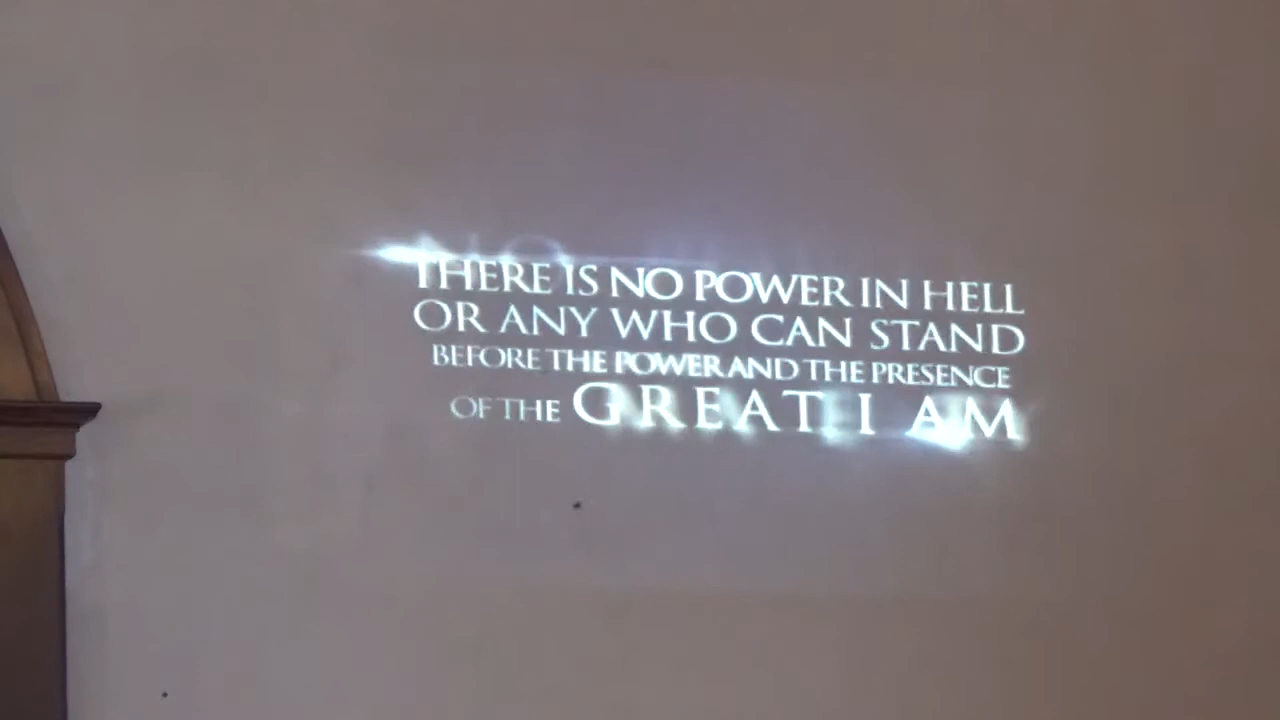 THERE IS NO POWER IN HELL
OR ANY WHO CAN STAND
BEFORE THE POWER AND THE PRESENCE
OF THE GREAT I AM